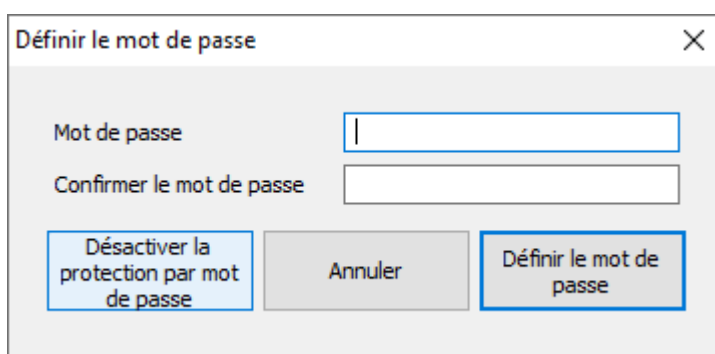 Définir le mot de passe
Mot de passe
Confirmer le mot de passe
Désactiver la
protection par mot
de passe
Annuler
Définir le mot de
passe